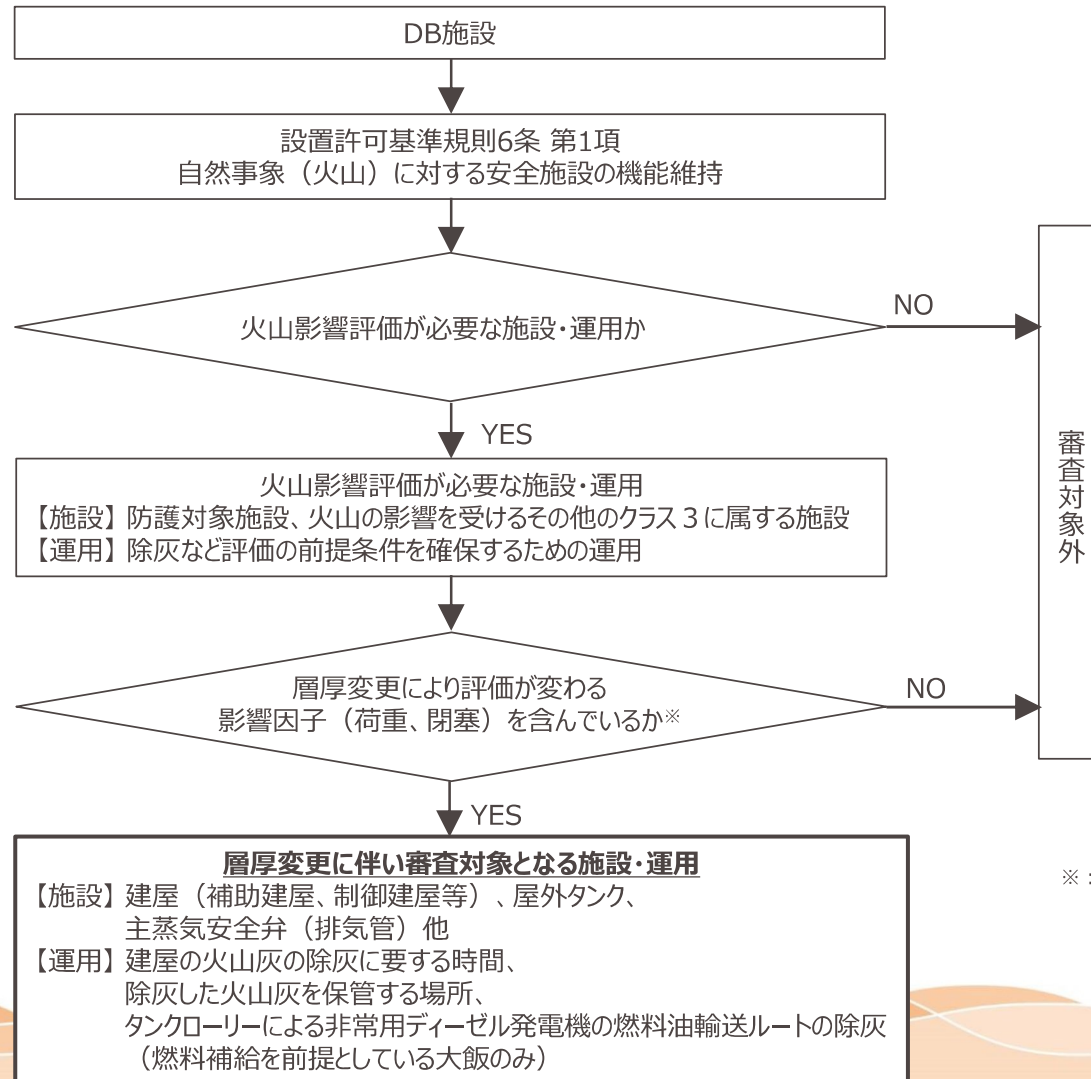 DB施設
設置許可基準規則6条 第1項
自然事象（火山）に対する安全施設の機能維持
火山影響評価が必要な施設・運用か
NO
YES
火山影響評価が必要な施設・運用
【施設】防護対象施設、火山の影響を受けるその他のクラス３に属する施設
【運用】除灰など評価の前提条件を確保するための運用
層厚変更により評価が変わる
影響因子（荷重、閉塞）を含んでいるか※
NO
審査対象外
YES
層厚変更に伴い審査対象となる施設・運用
【施設】建屋（補助建屋、制御建屋等）、屋外タンク、
主蒸気安全弁（排気管）他
【運用】建屋の火山灰の除灰に要する時間、
除灰した火山灰を保管する場所、
タンクローリーによる非常用ディーゼル発電機の燃料油輸送ルートの除灰
（燃料補給を前提としている大飯のみ）
※：